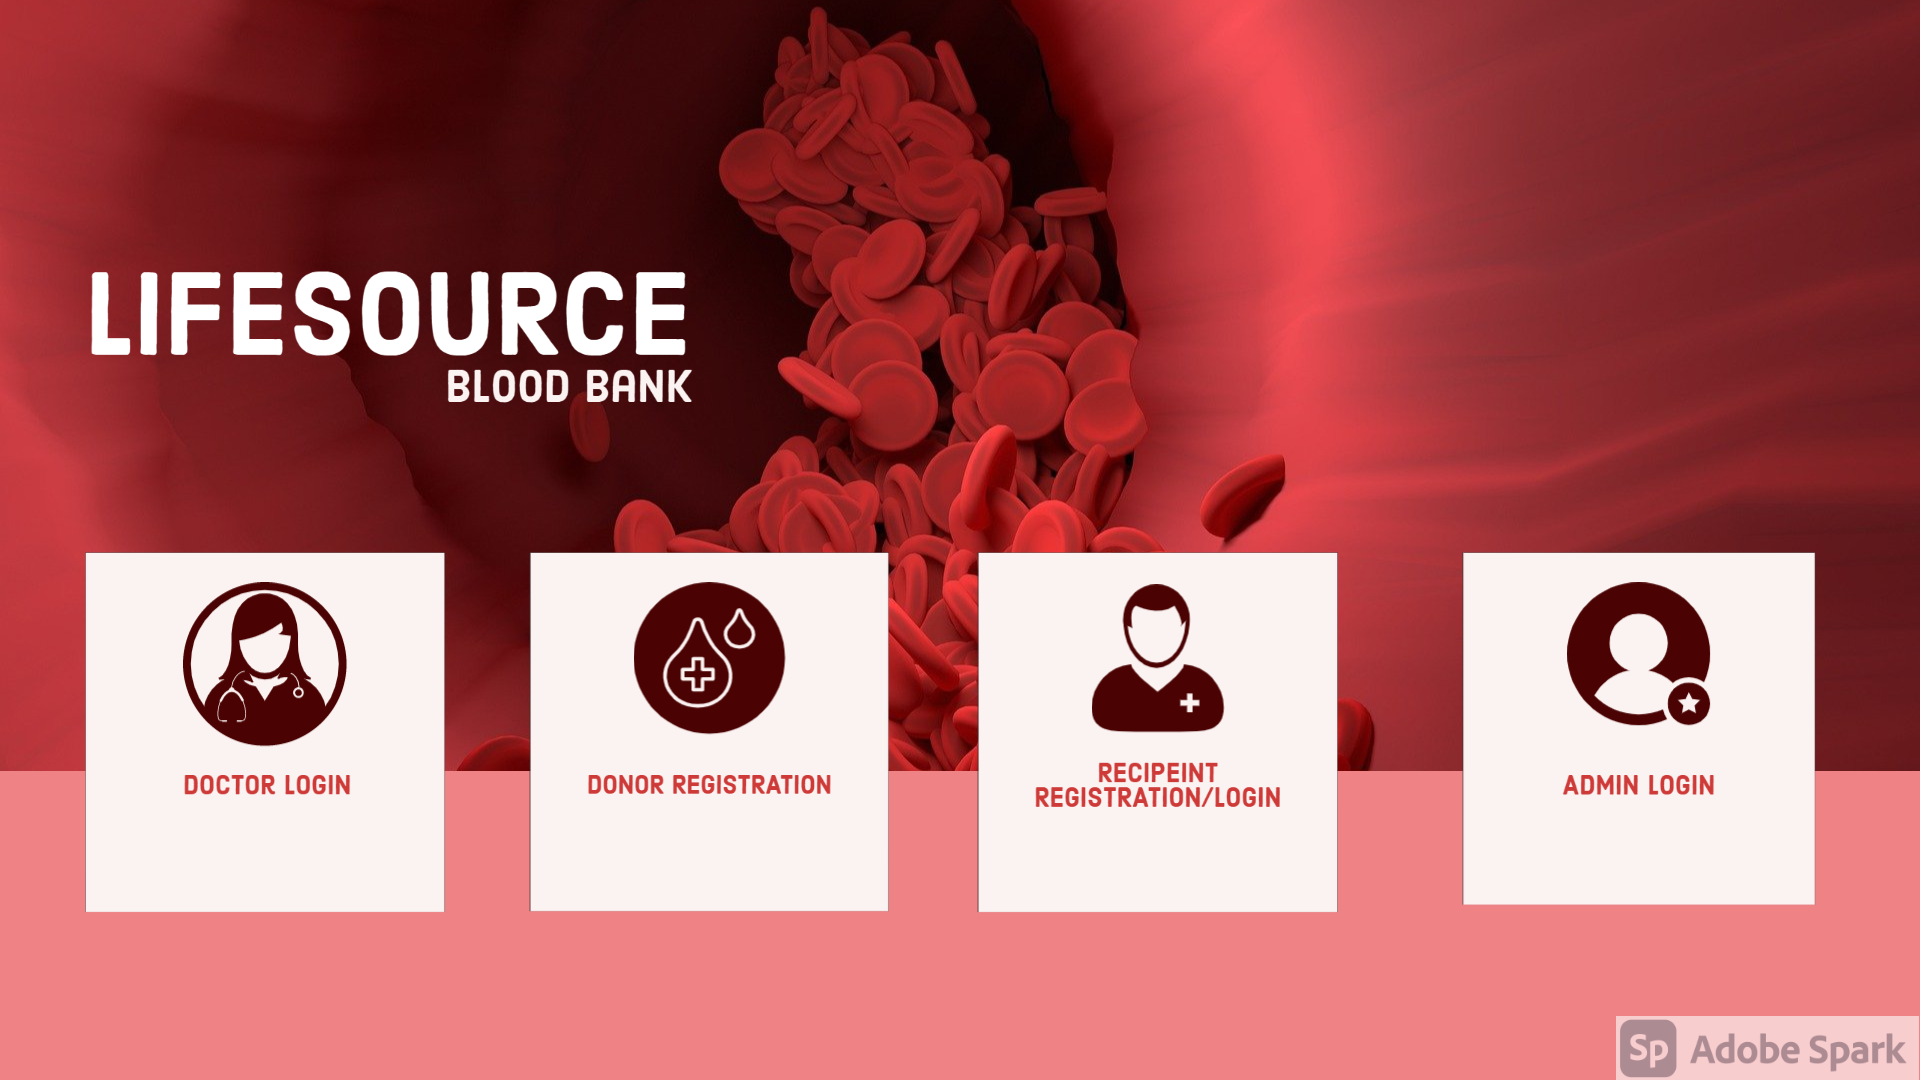 LIFESOURCE
BLOOD BANK
DOCTOR LOGIN
DONOR REGISTRATION
RECIPEINT
REGISTRATION/LOGIN
ADMIN LOGIN
Sp Adobe Spark